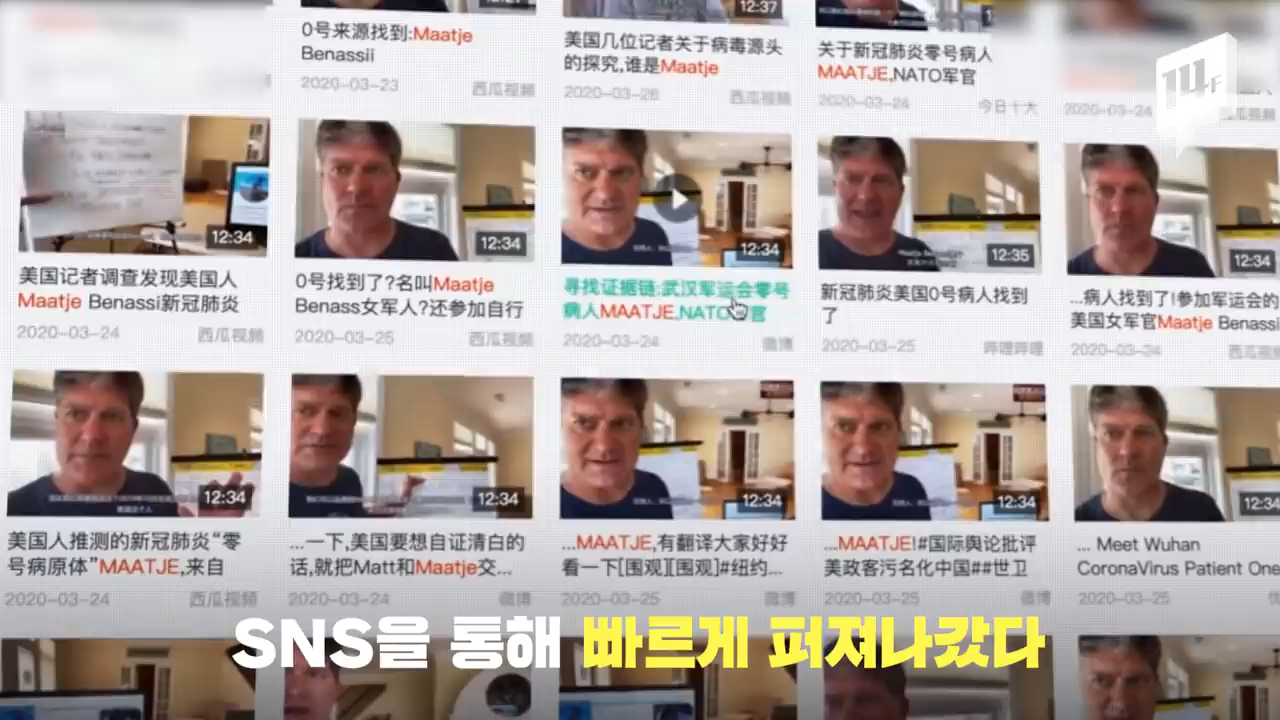 12:37
0号来源找到:Maatje
Benassii
2020-03-23 西瓜视频
美国几位记者关于病毒源头
的探究,谁是Maatje
2020-03-26 西瓜视频
关于新冠肺炎零号病人
MAATJE,NATO军官
2020-03-24 今日十大
2020-03-24
14F
12:34
美国记者调查发现美国人
Maatje Benassi新冠肺炎
2020-03-24 西瓜视频
12:34
0号找到了?名叫Maatje
Benass女军人?还参加自行
2020-03-25 西瓜视频
12:34
寻找证据链:武汉军运会零号
病人MAATJE,NATO军官
2020-03-24 微博
12:35
新冠肺炎美国0号病人找到
了
2020-03-25 哔哩哔哩
12:34
...病人找到了!参加军运会的
美国女军官Maatje Benassi
2020-03-24
12:34
美国人推测的新冠肺炎“零
号病原体”MAATJE,来自
2020-03-24 西瓜视频
12:34
...一下,美国要想自证清白的
话,就把Matt和Maatje交...
2020-03-24 微博
12:34
...MAATJE,有翻译大家好好
看一下[围观][围观]#纽约...
2020-03-25 微博
12:34
...MAATJE!#国际舆论批评
美政客污名化中国##世卫
2020-03-25 微博
12:34
... Meet Wuhan
CoronaVirus Patient One
2020-03-25
SNS을 통해 빠르게 퍼져나갔다